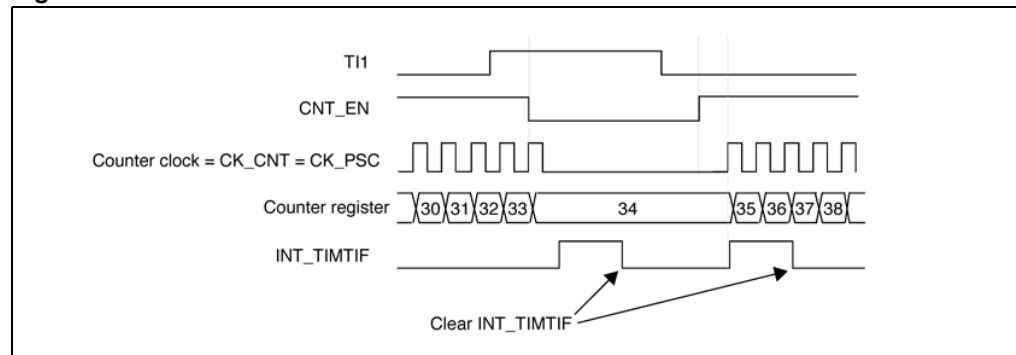 TI1
CNT_EN
Counter clock = CK_CNT = CK_PSC
Counter register 30 31 32 33 34 35 36 37 38
INT_TIMTIF
Clear INT_TIMTIF